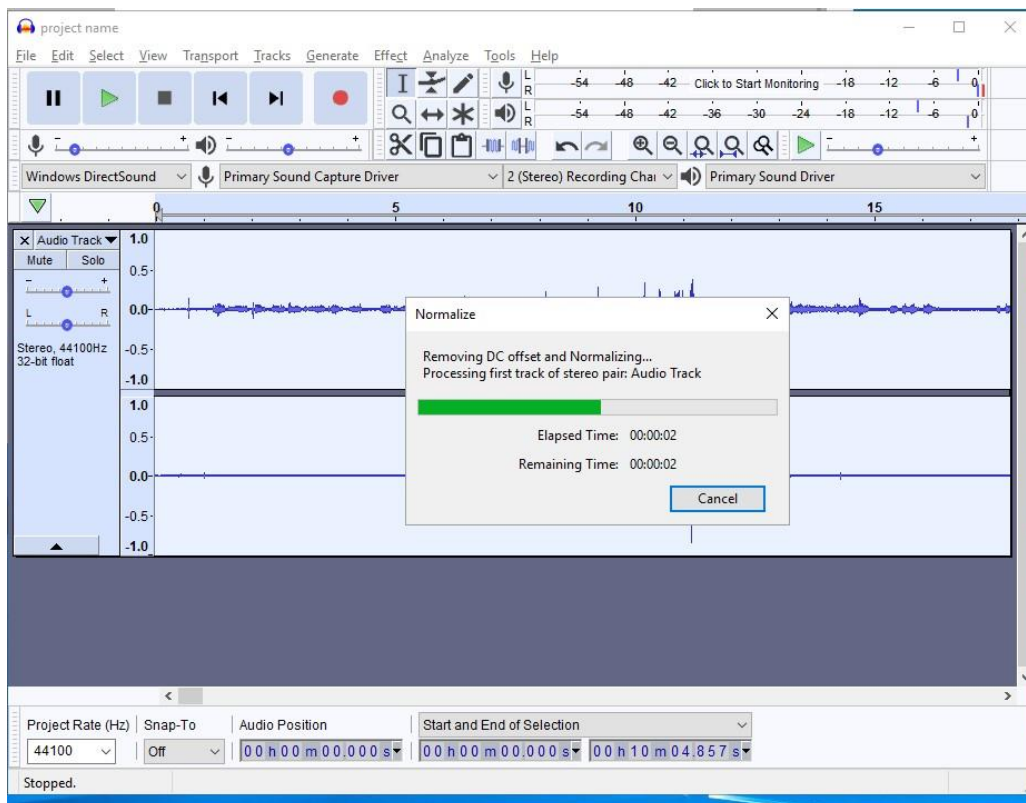 project name
File Edit Select View Transport Tracks Generate Effect Analyze Tools Help
L R -54 -48 -42 Click to Start Monitoring -18 -12 -6 0
L R -54 -48 -42 -36 -30 -24 -18 -12 -6 0
- + - + - +
Windows DirectSound Primary Sound Capture Driver 2 (Stereo) Recording Chai Primary Sound Driver
0 5 10 15
X Audio Track 1.0
Mute Solo
0.5
- +
L R 0.0
Stereo, 44100Hz -0.5
32-bit float
-1.0
1.0
0.5
0.0
-0.5
-1.0
Normalize
Removing DC offset and Normalizing...
Processing first track of stereo pair: Audio Track
Elapsed Time: 00:00:02
Remaining Time: 00:00:02
Cancel
Project Rate (Hz) Snap-To Audio Position Start and End of Selection
44100 Off 00 h 00 m 00.000 s 00 h 00 m 00.000 s 00 h 10 m 04.857 s
Stopped.